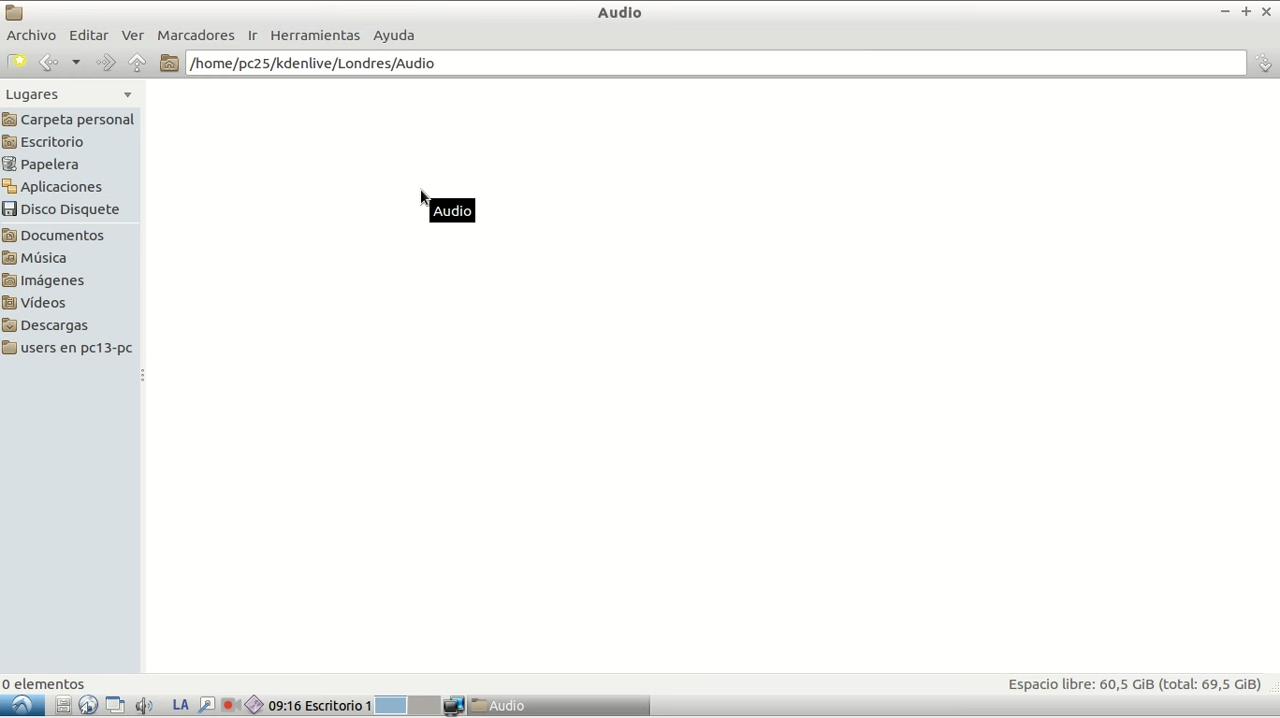 Audio
Archivo Editar Ver Marcadores Ir Herramientas Ayuda
/home/pc25/kdenlive/Londres/Audio
Lugares
Carpeta personal
Escritorio
Papelera
Aplicaciones
Disco Disquete
Documentos
Música
Imágenes
Vídeos
Descargas
users en pc13-pc
Audio
0 elementos Espacio libre: 60,5 GiB (total: 69,5 GiB)
LA 09:16 Escritorio 1 Audio